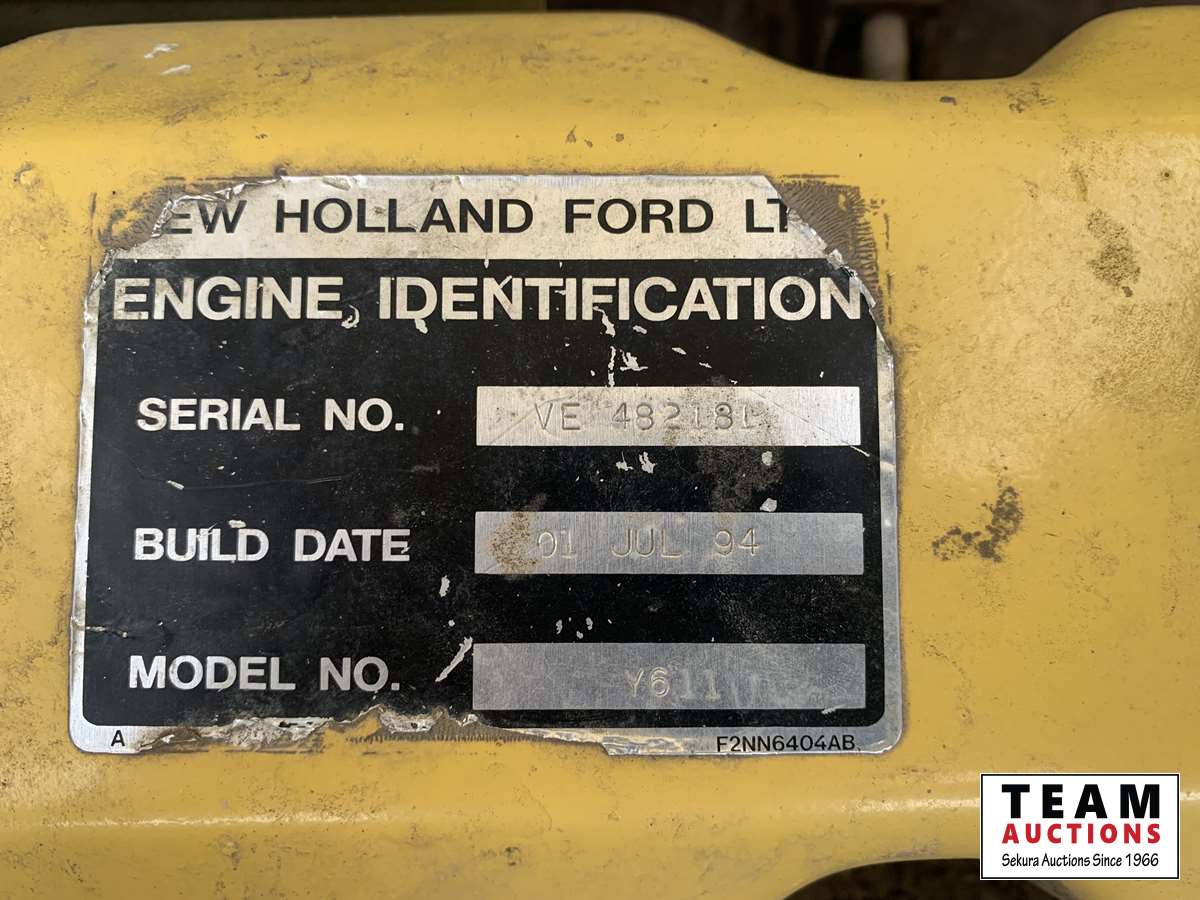 EW HOLLAND FORD LT
ENGINE IDENTIFICATION
SERIAL NO. VE 482181
BUILD DATE 01 JUL 94
MODEL NO. Y611
A F2NN6404AB
TEAM
AUCTIONS
Sekura Auctions Since 1966